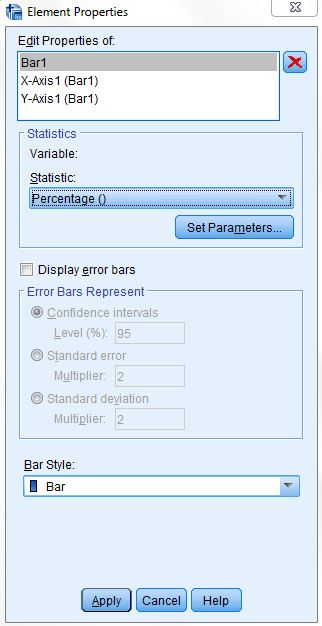 Element Properties
Edit Properties of:
Bar1
X-Axis1 (Bar1)
Y-Axis1 (Bar1)
Statistics
Variable:
Statistic:
Percentage ()
Set Parameters...
Display error bars
Error Bars Represent
Confidence intervals
Level (%): 95
Standard error
Multiplier: 2
Standard deviation
Multiplier: 2
Bar Style:
Bar
Apply Cancel Help